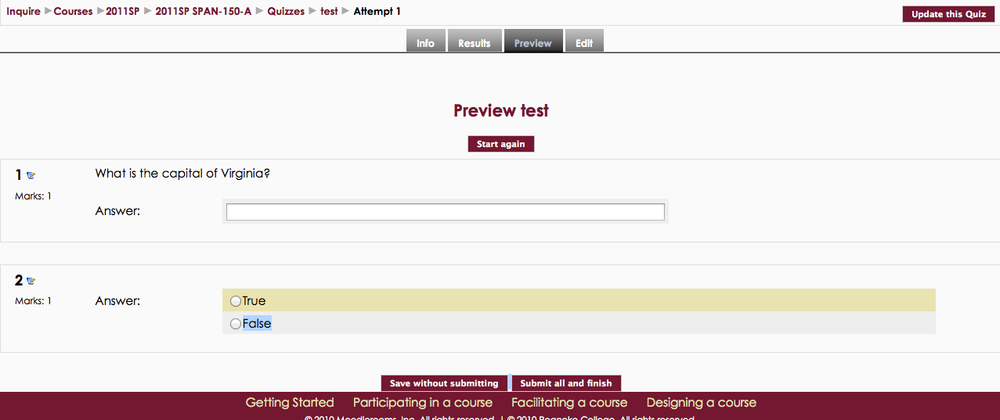 Inquire ▶ Courses ▶ 2011SP ▶ 2011SP SPAN-150-A ▶ Quizzes ▶ test ▶ Attempt 1
Update this Quiz
Info Results Preview Edit
Preview test
Start again
1
What is the capital of Virginia?
Marks: 1
Answer:
2
Marks: 1
Answer:
True
False
Save without submitting Submit all and finish
Getting Started Participating in a course Facilitating a course Designing a course
© 2010 Moodlerooms, Inc. All rights reserved. | © 2010 Roanoke College. All rights reserved.